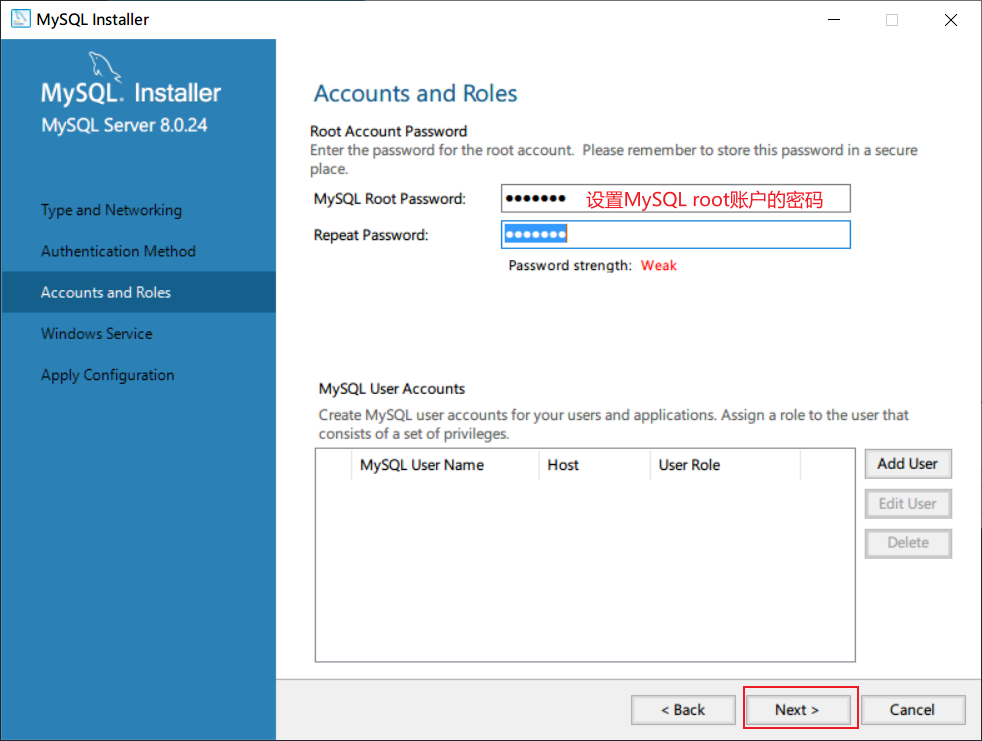 MySQL Installer
MySQL. Installer
MySQL Server 8.0.24
Type and Networking
Authentication Method
Accounts and Roles
Windows Service
Apply Configuration
Accounts and Roles
Root Account Password
Enter the password for the root account.  Please remember to store this password in a secure
place.
MySQL Root Password: ●●●●●●● 设置MySQL root账户的密码
Repeat Password: ●●●●●●●
Password strength: Weak
MySQL User Accounts
Create MySQL user accounts for your users and applications. Assign a role to the user that
consists of a set of privileges.
MySQL User Name Host User Role
Add User
Edit User
Delete
< Back Next > Cancel